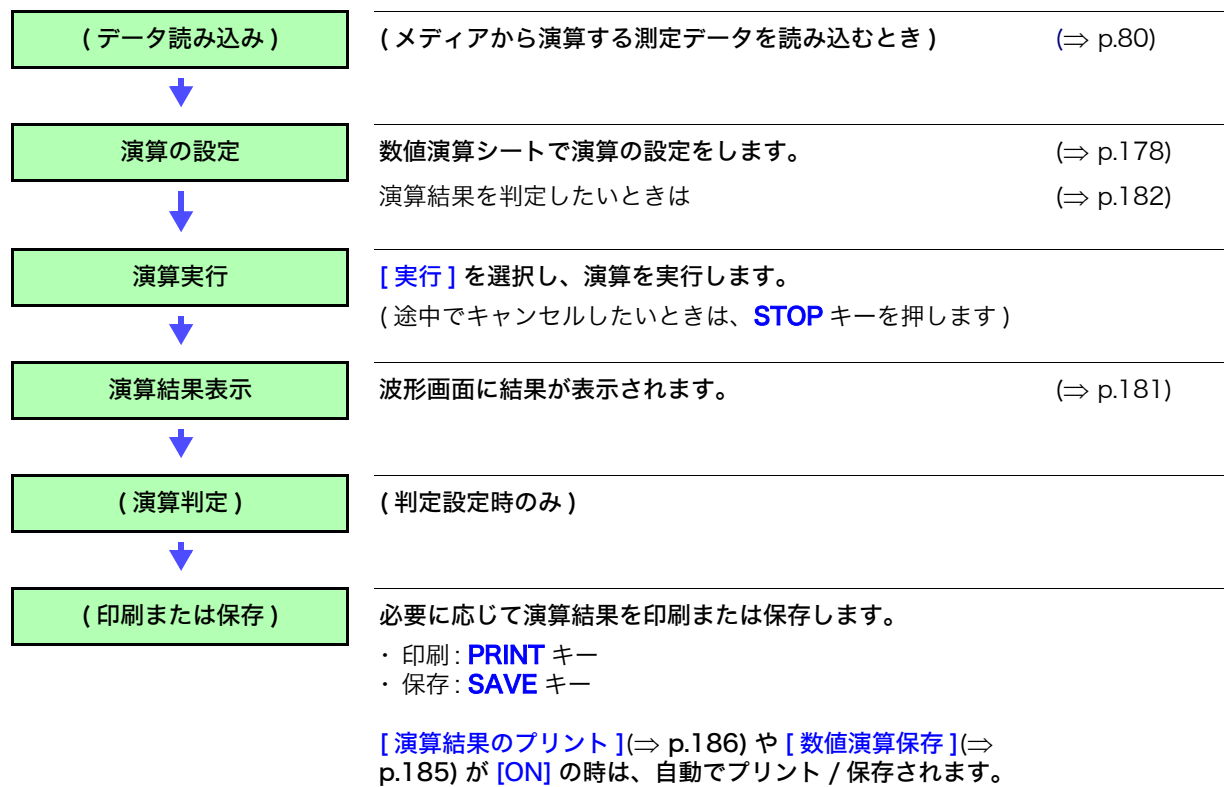 ( データ読み込み )
( メディアから演算する測定データを読み込むとき ) (⇒ p.80)
演算の設定
数値演算シートで演算の設定をします。 (⇒ p.178)
演算結果を判定したいときは (⇒ p.182)
演算実行
[ 実行 ] を選択し、演算を実行します。
( 途中でキャンセルしたいときは、STOP キーを押します )
演算結果表示
波形画面に結果が表示されます。 (⇒ p.181)
( 演算判定 )
( 判定設定時のみ )
( 印刷または保存 )
必要に応じて演算結果を印刷または保存します。
・ 印刷 : PRINT キー
・ 保存 : SAVE キー
[ 演算結果のプリント ](⇒ p.186) や [ 数値演算保存 ](⇒
p.185) が [ON] の時は、自動でプリント / 保存されます。